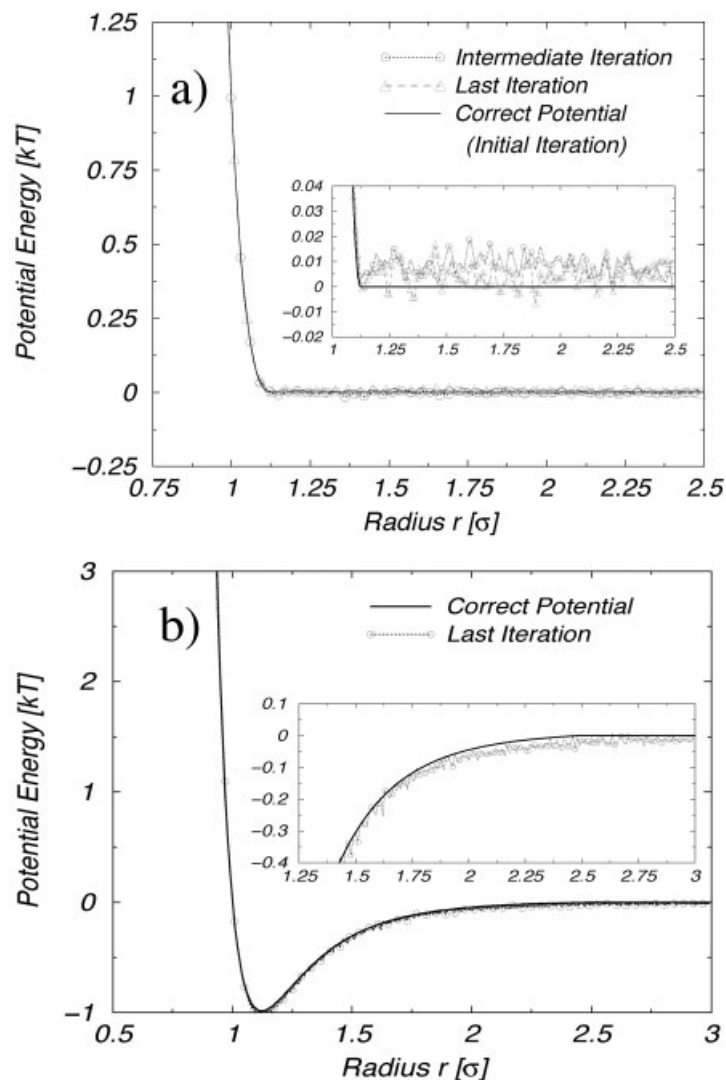 1.25
1
0.75
0.5
0.25
0
−0.25
Potential Energy [kT]
a)
Intermediate Iteration
Last Iteration
Correct Potential
(Initial Iteration)
0.04
0.03
0.02
0.01
0
−0.01
−0.02
1 1.25 1.5 1.75 2 2.25 2.5
0.75 1 1.25 1.5 1.75 2 2.25 2.5
Radius r [σ]
3
2
1
0
−1
Potential Energy [kT]
b)
Correct Potential
Last Iteration
0.1
0
−0.1
−0.2
−0.3
−0.4
1.25 1.5 1.75 2 2.25 2.5 2.75 3
0.5 1 1.5 2 2.5 3
Radius r [σ]